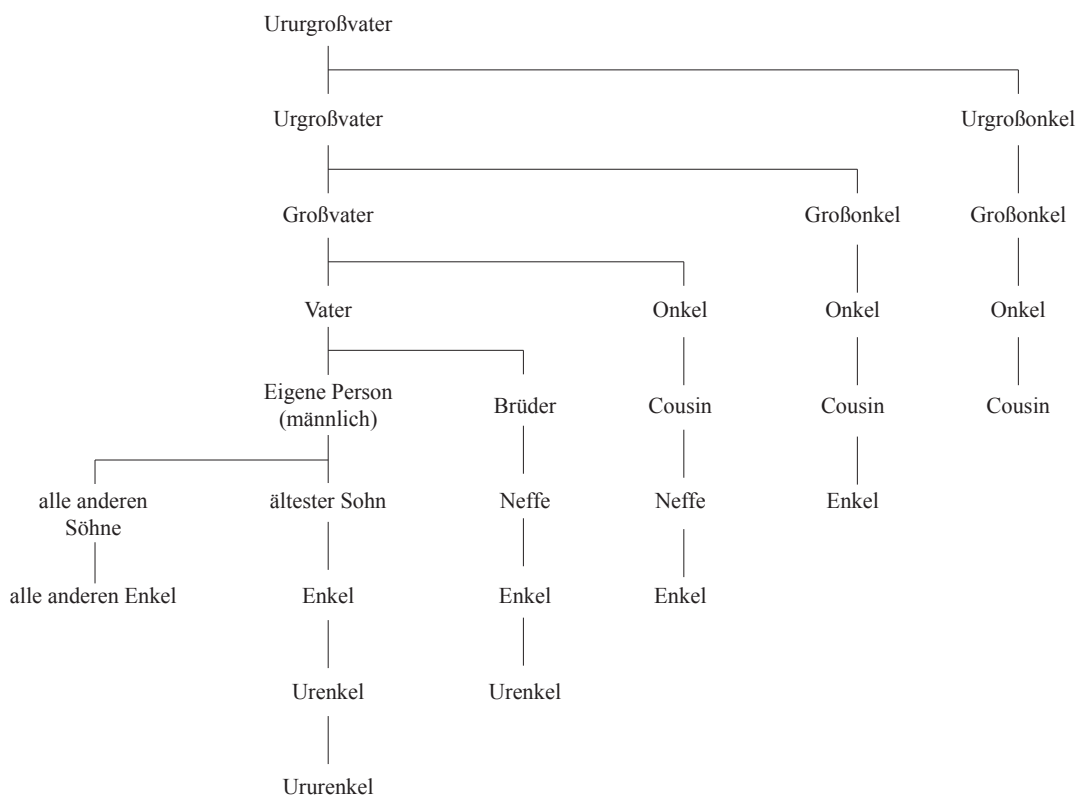 Ururgroßvater
Urgroßvater Urgroßonkel
Großvater Großonkel Großonkel
Vater Onkel Onkel Onkel
Eigene Person
(männlich) Brüder Cousin Cousin Cousin
alle anderen
Söhne ältester Sohn Neffe Neffe Enkel
alle anderen Enkel Enkel Enkel Enkel
Urenkel Urenkel
Ururenkel